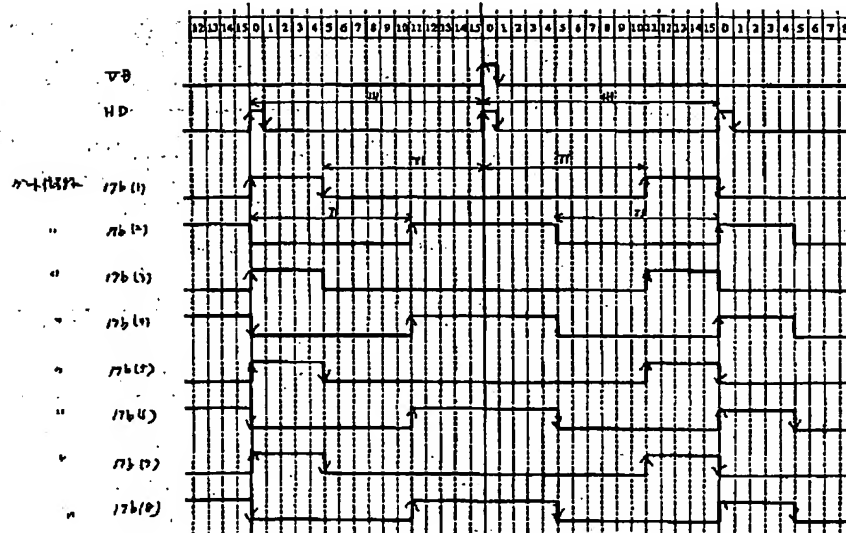 12 13 14 15 0 1 2 3 4 5 6 7 8 9 10 11 12 13 14 15 0 1 2 3 4 5 6 7 8 9 10 11 12 13 14 15 0 1 2 3 4 5 6 7 8
VD
1H 1H
HD
T1 T1
17b (1)
T1 T1
〃 17b (2)
〃 17b (3)
〃 17b (4)
〃 17b (5)
〃 17b (6)
〃 17b (7)
〃 17b (8)